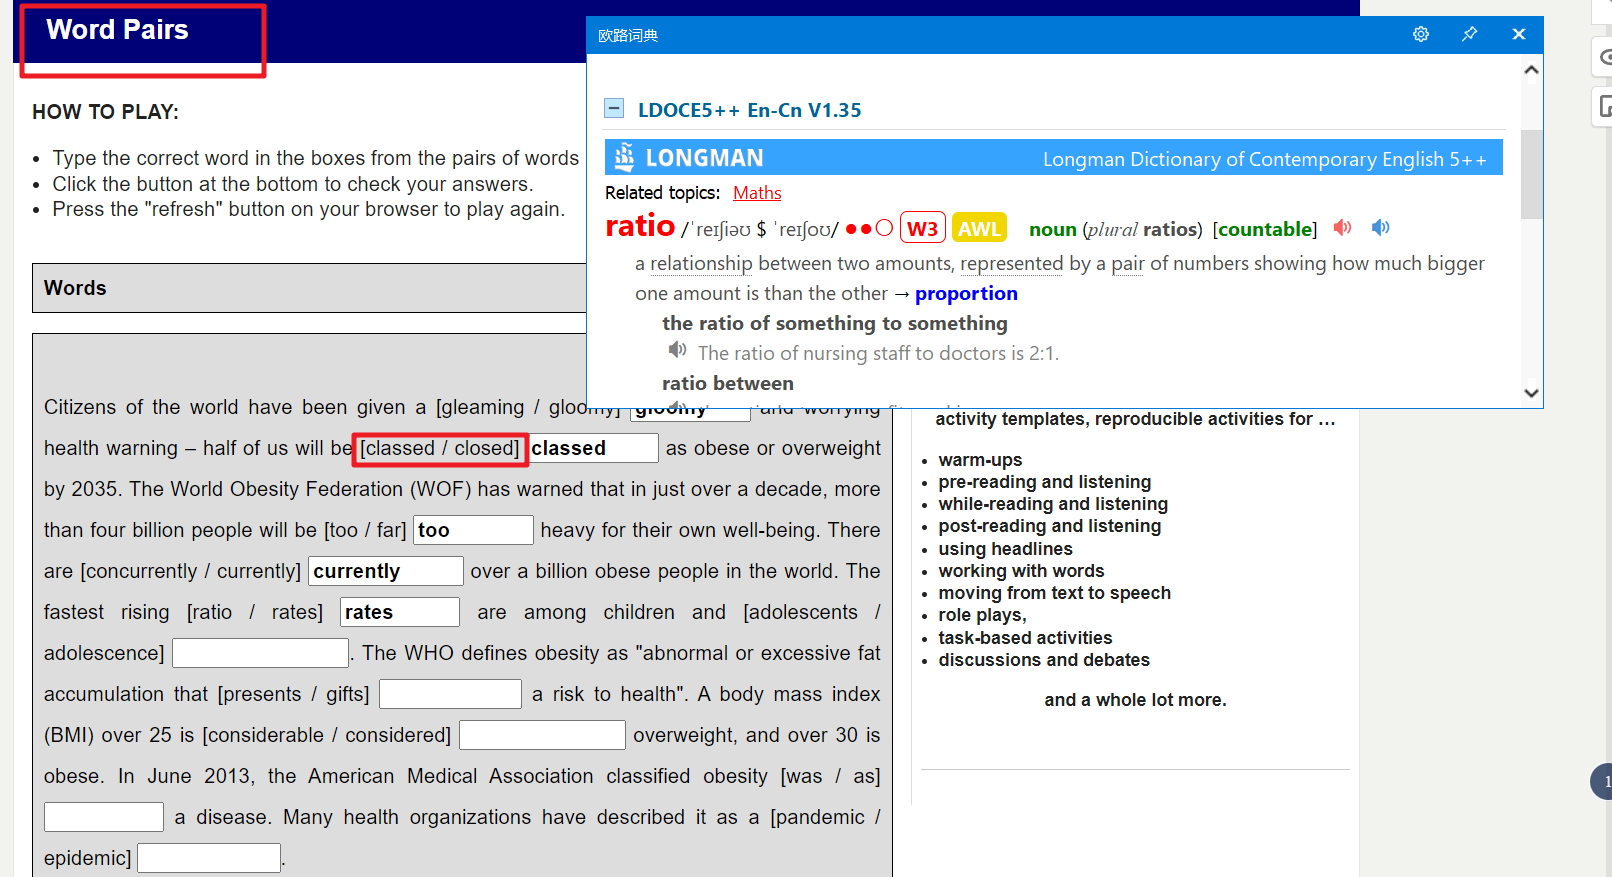 Word Pairs
HOW TO PLAY:
• Type the correct word in the boxes from the pairs of words
• Click the button at the bottom to check your answers.
• Press the "refresh" button on your browser to play again.
Words
Citizens of the world have been given a [gleaming / gloomy] gloomy and worrying
health warning – half of us will be [classed / closed] classed as obese or overweight
by 2035. The World Obesity Federation (WOF) has warned that in just over a decade, more
than four billion people will be [too / far] too heavy for their own well-being. There
are [concurrently / currently] currently over a billion obese people in the world. The
fastest rising [ratio / rates] rates are among children and [adolescents /
adolescence] . The WHO defines obesity as "abnormal or excessive fat
accumulation that [presents / gifts] a risk to health". A body mass index
(BMI) over 25 is [considerable / considered] overweight, and over 30 is
obese. In June 2013, the American Medical Association classified obesity [was / as]
a disease. Many health organizations have described it as a [pandemic /
epidemic] .
欧路词典
LDOCE5++ En-Cn V1.35
LONGMAN Longman Dictionary of Contemporary English 5++
Related topics: Maths
ratio /ˈreɪʃiəʊ $ ˈreɪʃoʊ/ ●●○ W3 AWL noun (plural ratios) [countable]
a relationship between two amounts, represented by a pair of numbers showing how much bigger
one amount is than the other → proportion
the ratio of something to something
The ratio of nursing staff to doctors is 2:1.
ratio between
activity templates, reproducible activities for ...
• warm-ups
• pre-reading and listening
• while-reading and listening
• post-reading and listening
• using headlines
• working with words
• moving from text to speech
• role plays,
• task-based activities
• discussions and debates
and a whole lot more.
1